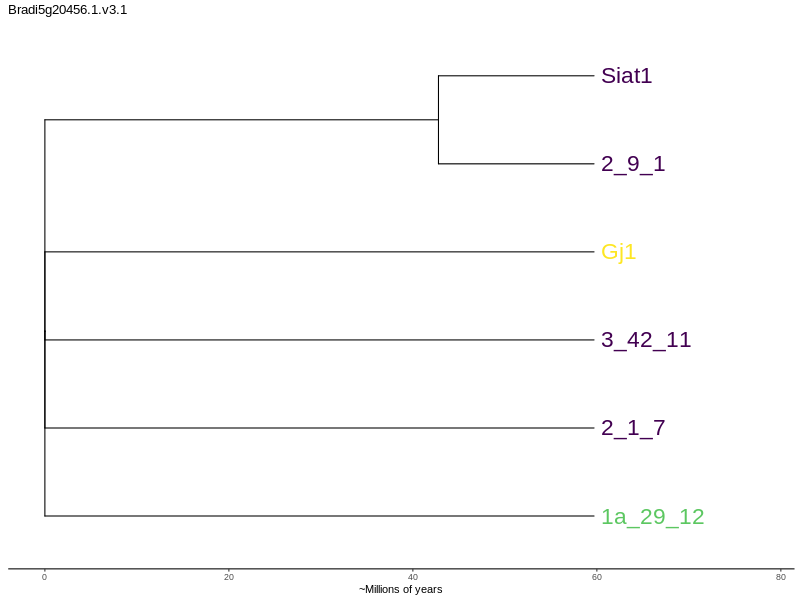 Bradi5g20456.1.v3.1
Siat1
2_9_1
Gj1
3_42_11
2_1_7
1a_29_12
0 20 40 60 80
~Millions of years